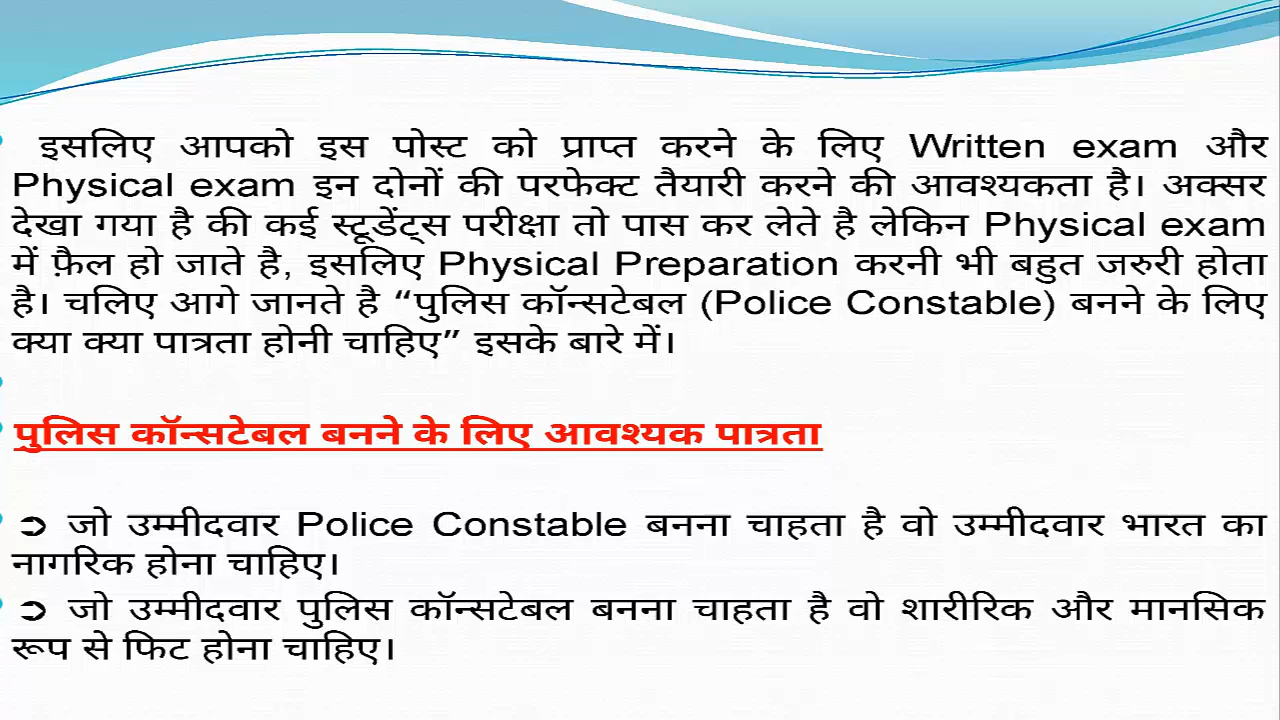 इसलिए आपको इस पोस्ट को प्राप्त करने के लिए Written exam और
Physical exam इन दोनों की परफेक्ट तैयारी करने की आवश्यकता है। अक्सर
देखा गया है की कई स्टूडेंट्स परीक्षा तो पास कर लेते है लेकिन Physical exam
में फ़ैल हो जाते है, इसलिए Physical Preparation करनी भी बहुत जरुरी होता
है। चलिए आगे जानते है “पुलिस कॉन्सटेबल (Police Constable) बनने के लिए
क्या क्या पात्रता होनी चाहिए” इसके बारे में।
पुलिस कॉन्सटेबल बनने के लिए आवश्यक पात्रता
➲ जो उम्मीदवार Police Constable बनना चाहता है वो उम्मीदवार भारत का
नागरिक होना चाहिए।
➲ जो उम्मीदवार पुलिस कॉन्सटेबल बनना चाहता है वो शारीरिक और मानसिक
रूप से फिट होना चाहिए।